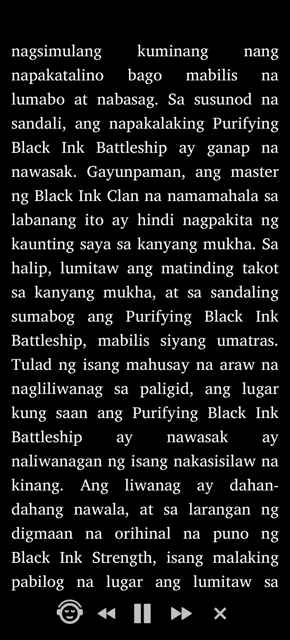 nagsimulang kuminang nang
napakatalino bago mabilis na
lumabo at nabasag. Sa susunod na
sandali, ang napakalaking Purifying
Black Ink Battleship ay ganap na
nawasak. Gayunpaman, ang master
ng Black Ink Clan na namamahala sa
labanang ito ay hindi nagpakita ng
kaunting saya sa kanyang mukha. Sa
halip, lumitaw ang matinding takot
sa kanyang mukha, at sa sandaling
sumabog ang Purifying Black Ink
Battleship, mabilis siyang umatras.
Tulad ng isang mahusay na araw na
nagliliwanag sa paligid, ang lugar
kung saan ang Purifying Black Ink
Battleship ay nawasak ay
naliwanagan ng isang nakasisilaw na
kinang. Ang liwanag ay dahan-
dahang nawala, at sa larangan ng
digmaan na orihinal na puno ng
Black Ink Strength, isang malaking
pabilog na lugar ang lumitaw sa